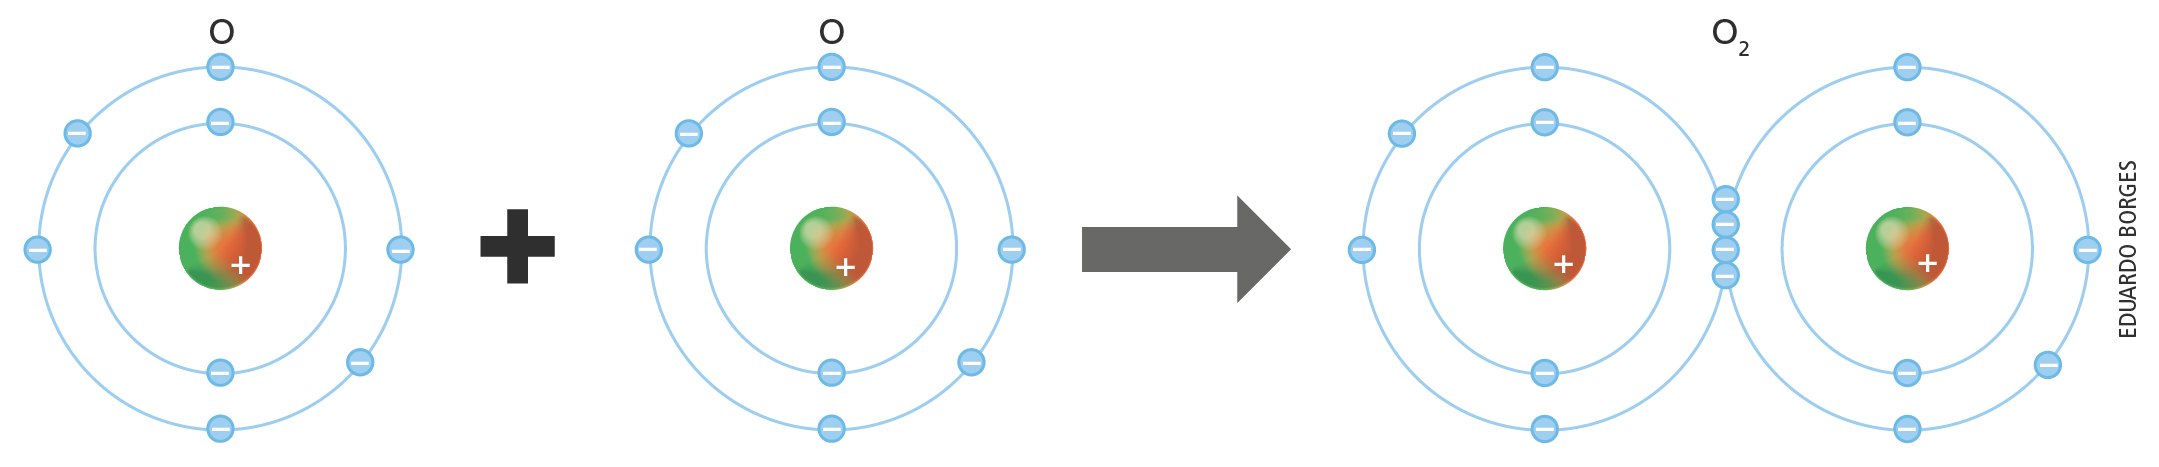 O
O
O₂
+
+
+
+
EDUARDO BORGES